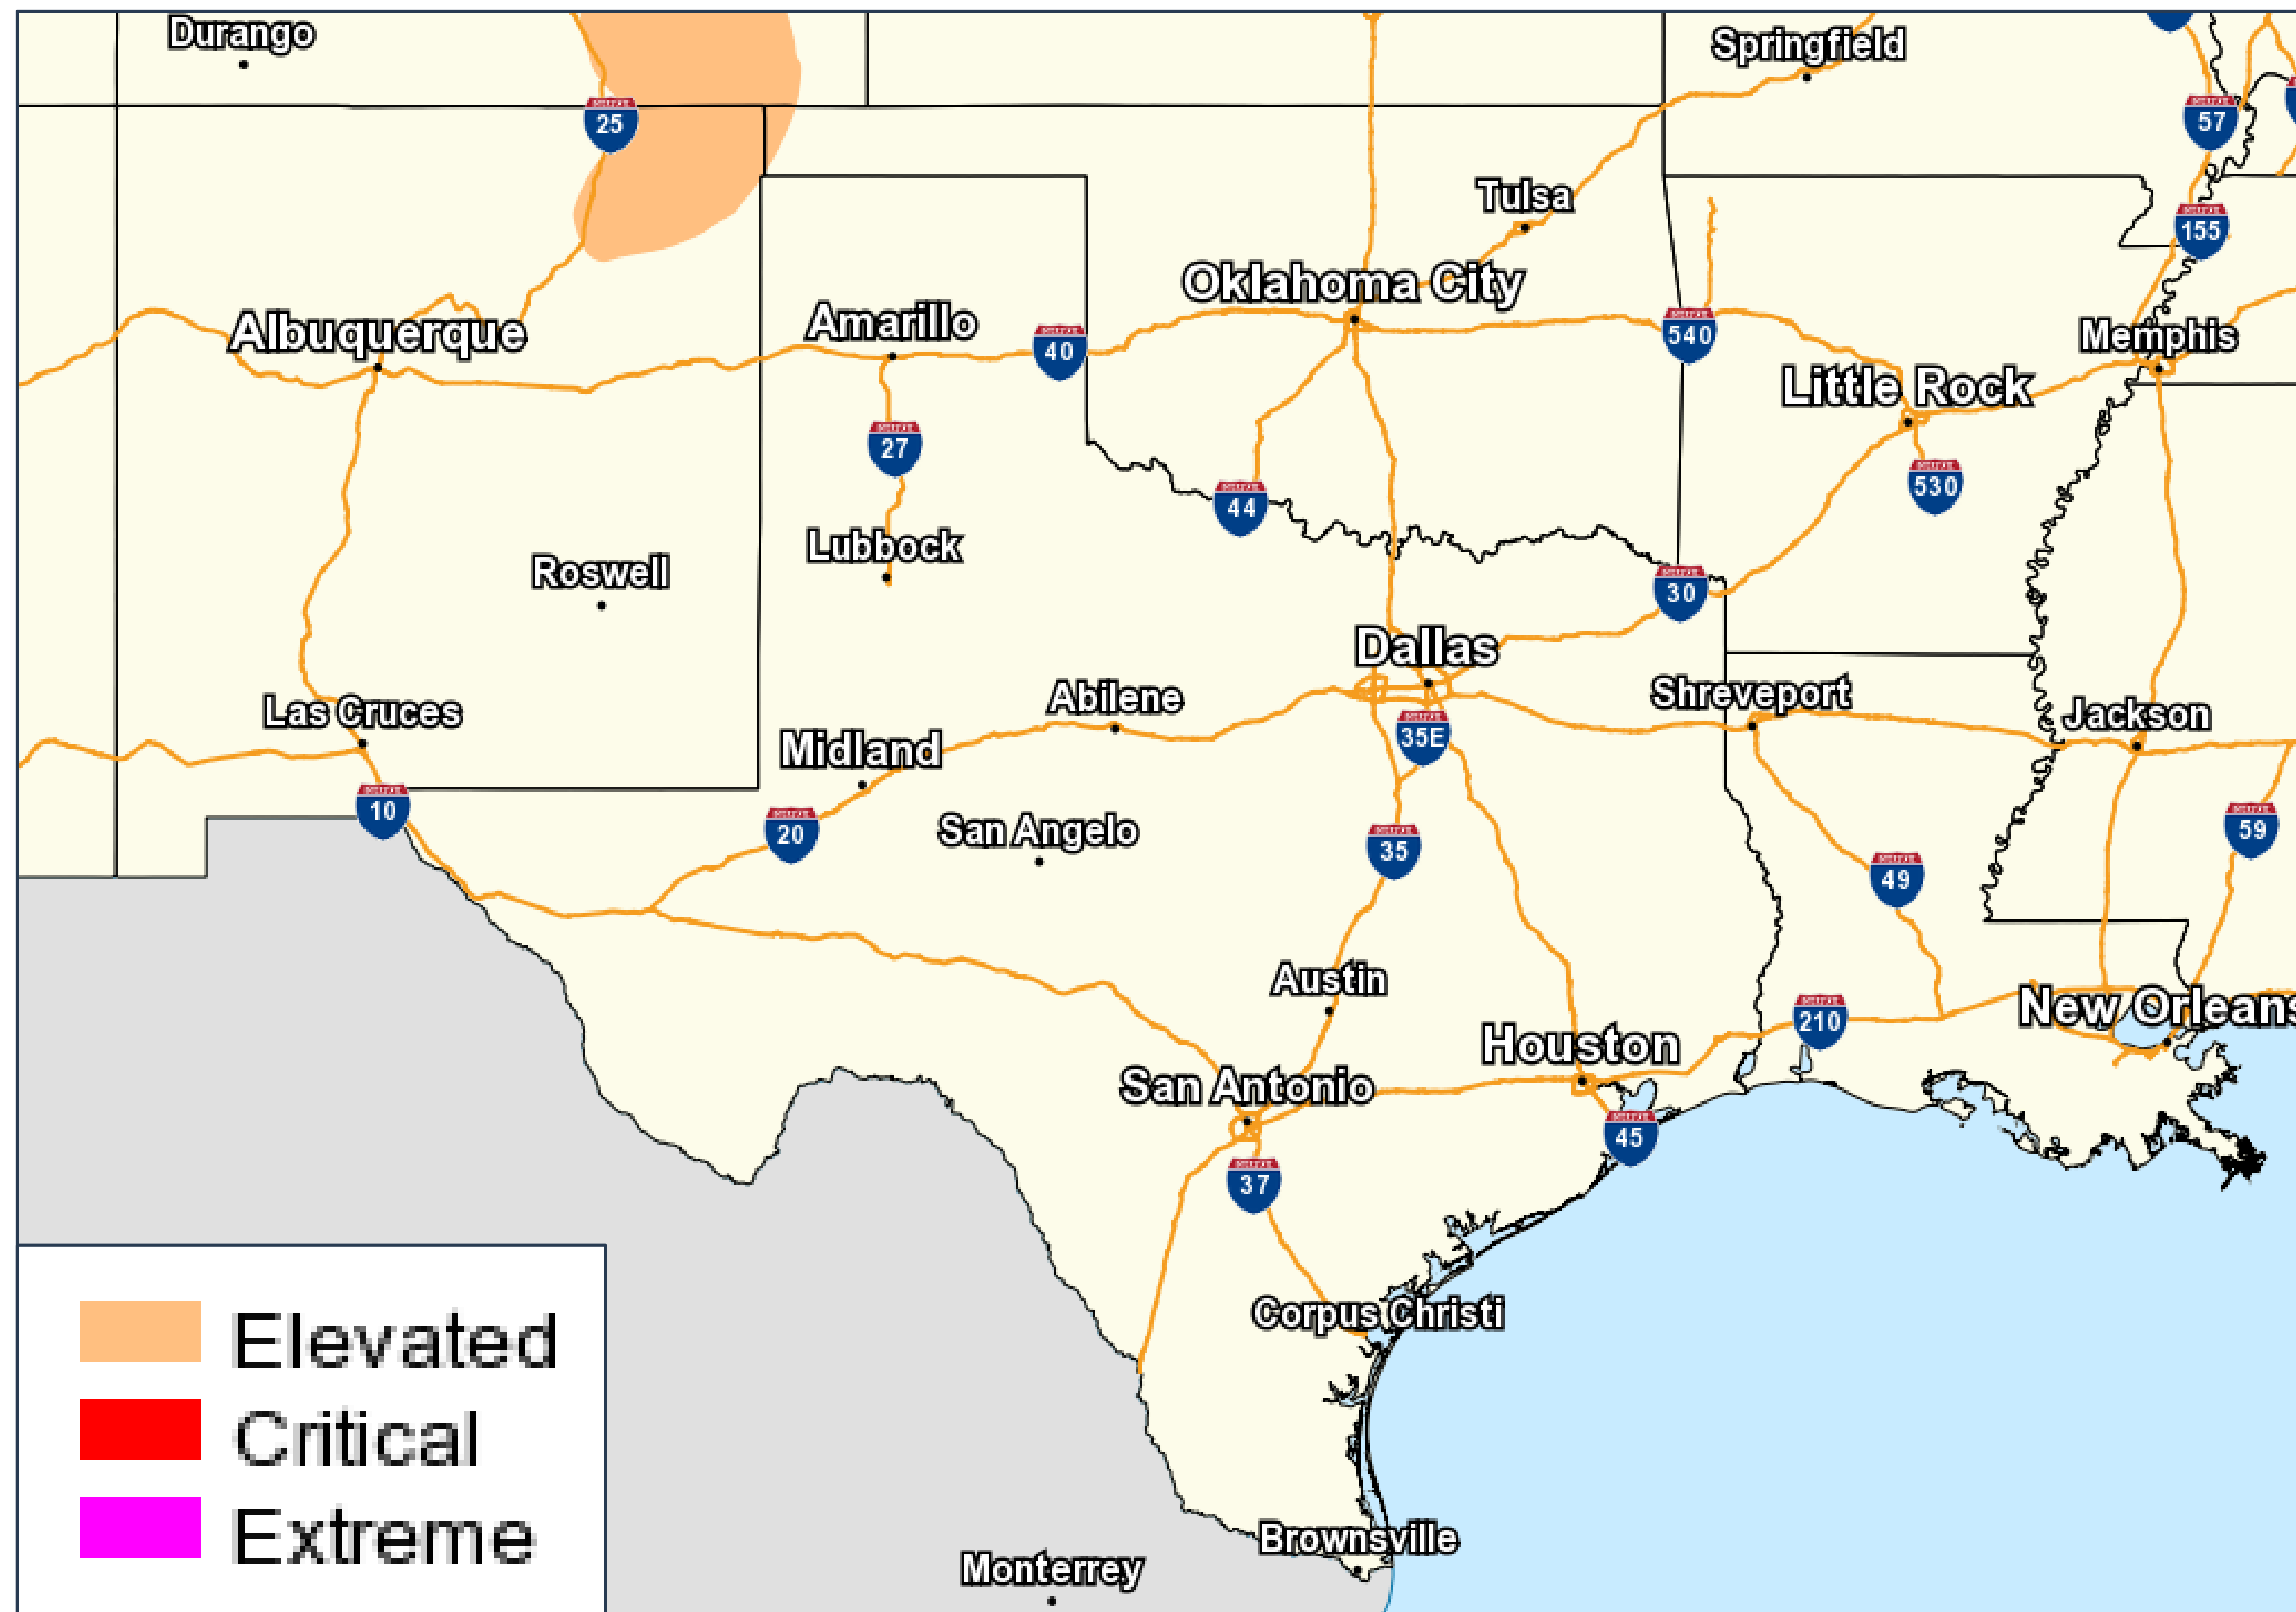 Durango
Springfield
25
57
Tulsa
155
Oklahoma City
Albuquerque
Amarillo
40
540
Memphis
Little Rock
27
44
530
Lubbock
Roswell
30
Dallas
Las Cruces
Abilene
Shreveport
Jackson
35E
Midland
10
20
San Angelo
35
59
49
Austin
New Orleans
210
Houston
San Antonio
45
37
Corpus Christi
Elevated
Critical
Extreme
Brownsville
Monterrey